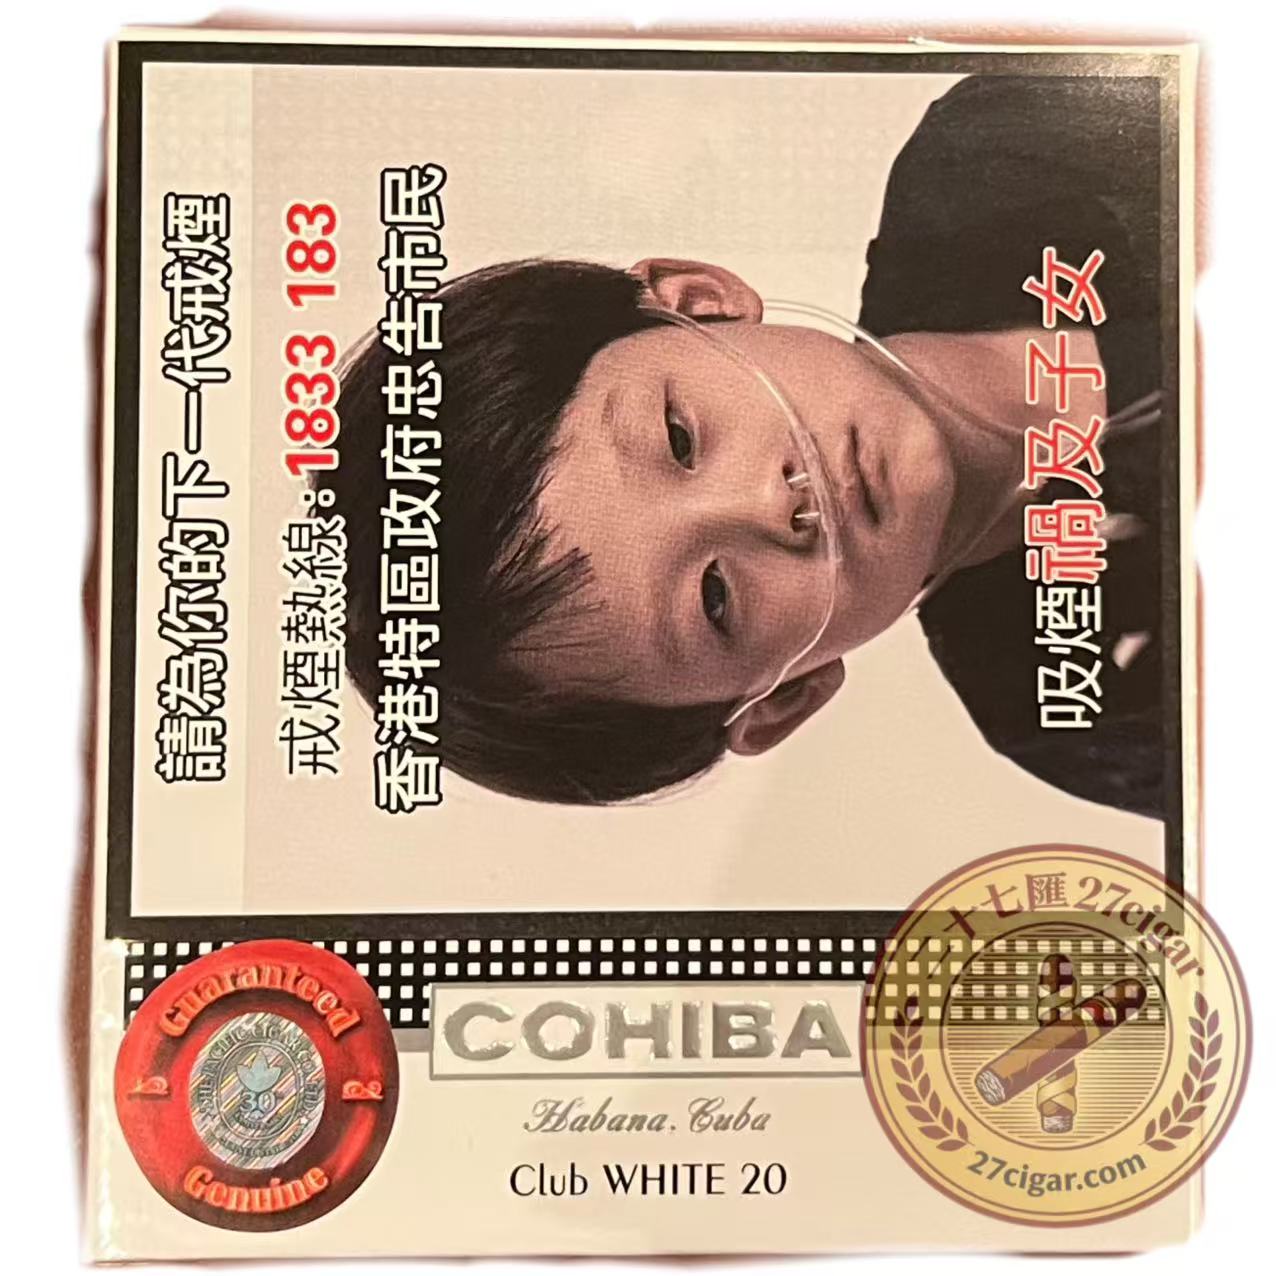 吸煙禍及子女
香港特區政府忠告市民
戒煙熱線:1833 183
請為你的下一代戒煙
Guaranteed
30
Genuine
COHIBA
Habana, Cuba
Club WHITE 20
二十七匯 27cigar
27cigar.com